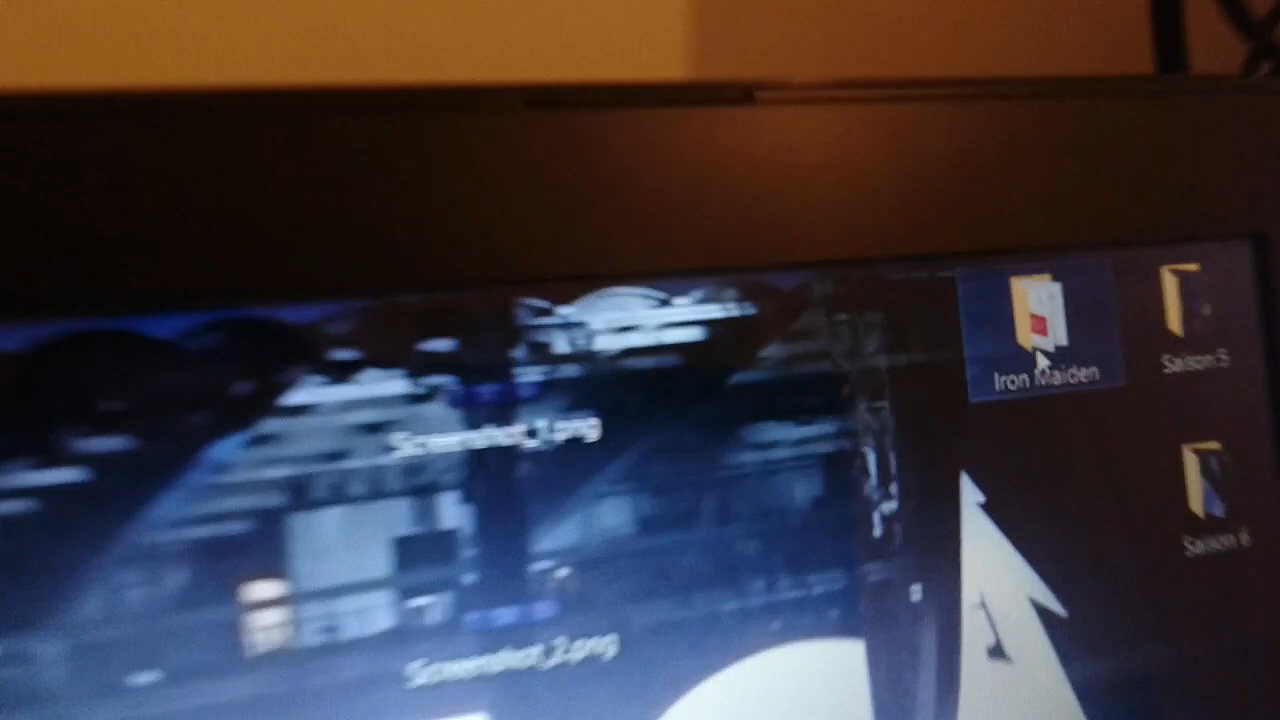 Iron Maiden
Saison 5
Screenshot_1.png
Saison 6
Screenshot_2.png